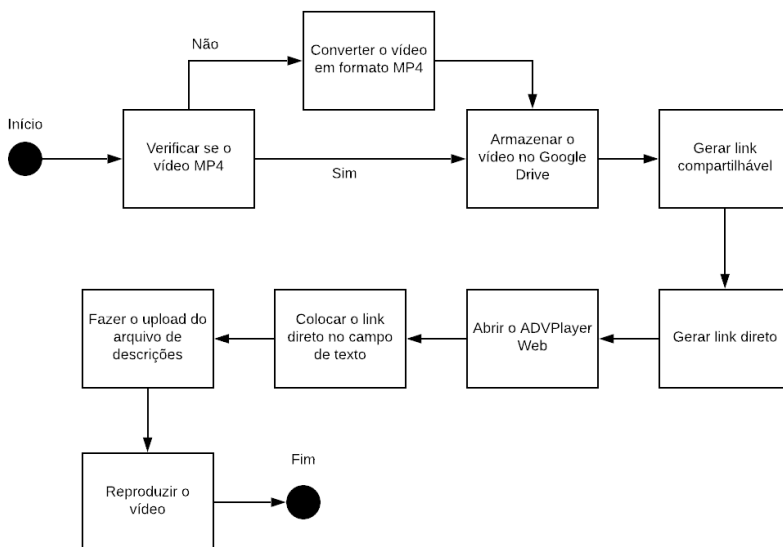 Não
Converter o vídeo
em formato MP4
Início
Verificar se o
vídeo MP4
Sim
Armazenar o
vídeo no Google
Drive
Gerar link
compartilhável
Gerar link direto
Abrir o ADVPlayer
Web
Colocar o link
direto no campo
de texto
Fazer o upload do
arquivo de
descrições
Reproduzir o
vídeo
Fim